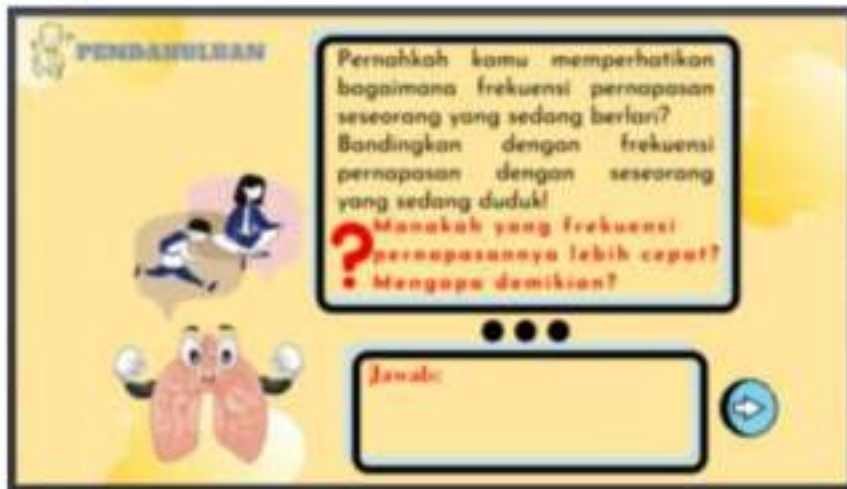 PENDAHULUAN
Pernahkah kamu memperhatikan
bagaimana frekuensi pernapasan
seseorang yang sedang berlari?
Bandingkan dengan frekuensi
pernapasan dengan seseorang
yang sedang duduk!
Manakah yang frekuensi
pernapasannya lebih cepat?
? Mengapa demikian?
Jawab: